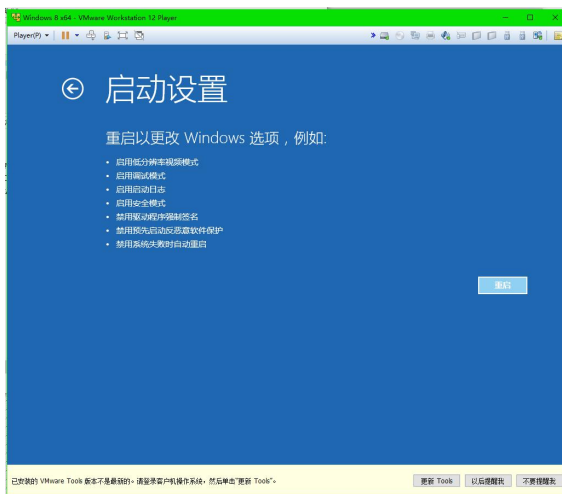 Windows 8 x64 - VMware Workstation 12 Player
Player(P)
启动设置
重启以更改 Windows 选项，例如:
• 启用低分辨率视频模式
• 启用调试模式
• 启用启动日志
• 启用安全模式
• 禁用驱动程序强制签名
• 禁用预先启动反恶意软件保护
• 禁用系统失败时自动重启
重启
已安装的 VMware Tools 版本不是最新的。请登录客户机操作系统，然后单击"更新 Tools"。
更新 Tools
以后提醒我
不要提醒我